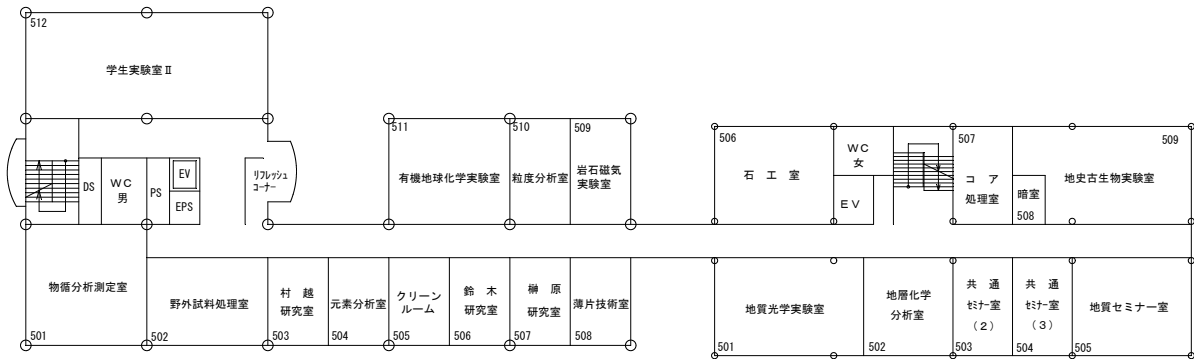 512
学生実験室Ⅱ
DS
ＷＣ
男
PS
EV
EPS
ﾘﾌﾚｯｼｭ
ｺｰﾅｰ
511
有機地球化学実験室
510
粒度分析室
509
岩石磁気
実験室
506
石 工 室
ＷＣ
女
ＥＶ
507
コ ア
処理室
暗室
508
509
地史古生物実験室
物循分析測定室
501
野外試料処理室
502
村 越
研究室
503
元素分析室
504
クリーン
ルーム
505
鈴 木
研究室
506
榊 原
研究室
507
薄片技術室
508
地質光学実験室
501
地層化学
分析室
502
共 通
ｾﾐﾅｰ室
（２）
503
共 通
ｾﾐﾅｰ室
（３）
504
地質セミナー室
505